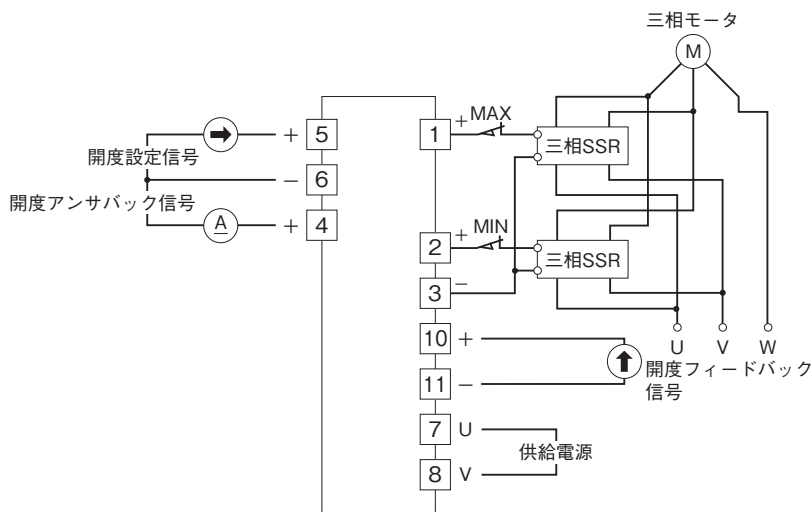 三相モータ
M
MAX
+
1
三相SSR
+
5
開度設定信号
−
6
開度アンサバック信号
A
+
4
MIN
+
2
三相SSR
3
−
10
+
U
V
W
開度フィードバック
信号
11
−
7
U
供給電源
8
V